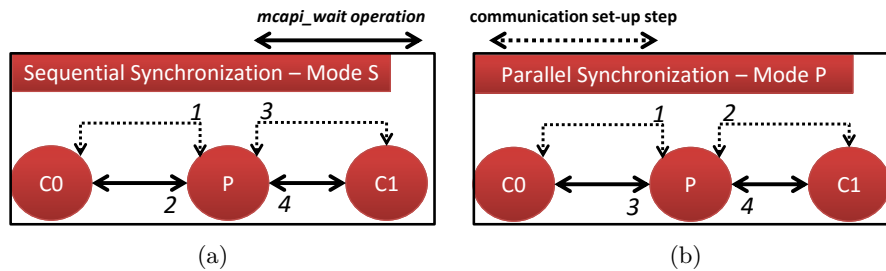 mcapi_wait operation
communication set-up step
Sequential Synchronization – Mode S
1
3
C0
P
C1
2
4
(a)
Parallel Synchronization – Mode P
1
2
C0
P
C1
3
4
(b)